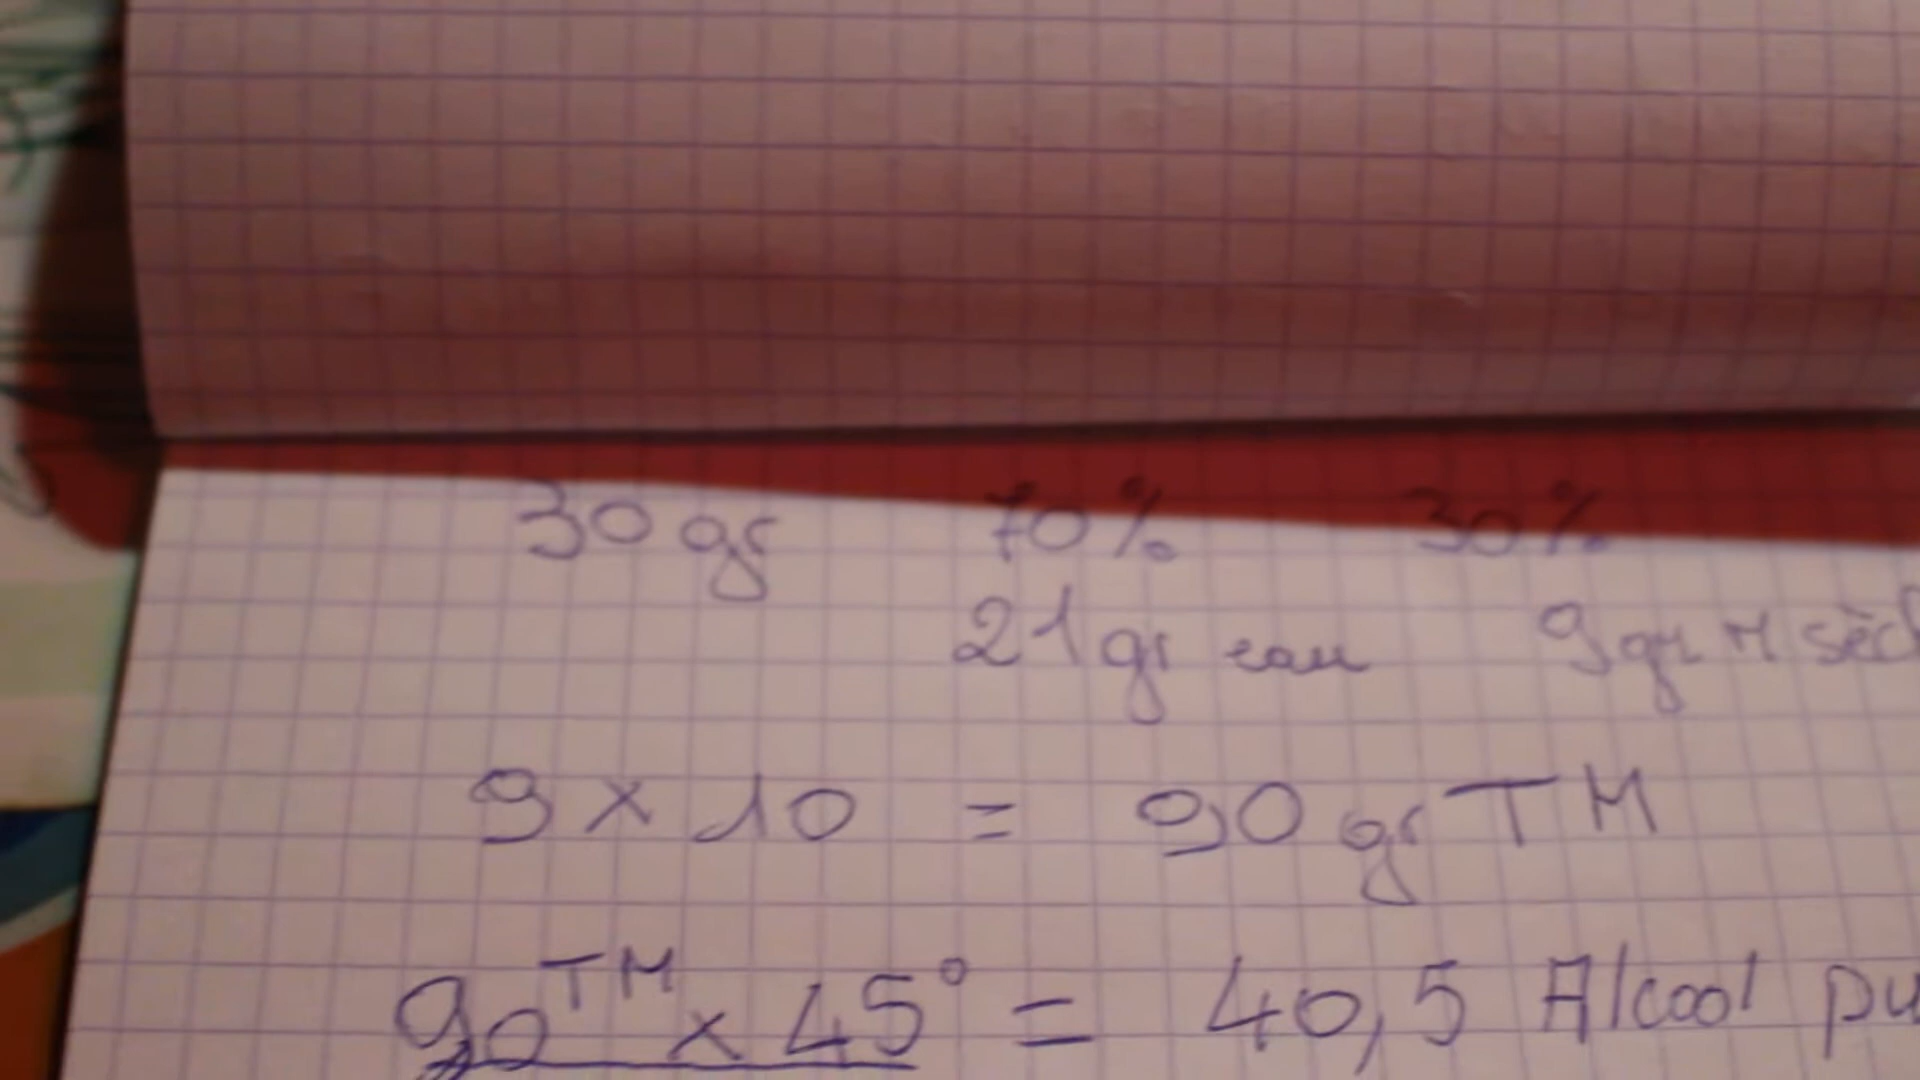 30 gr 70% 30%
21 gr eau 9 gr M sèch
9 x 10 = 90 gr TM
90 TM x 45° = 40,5 Alcool pu